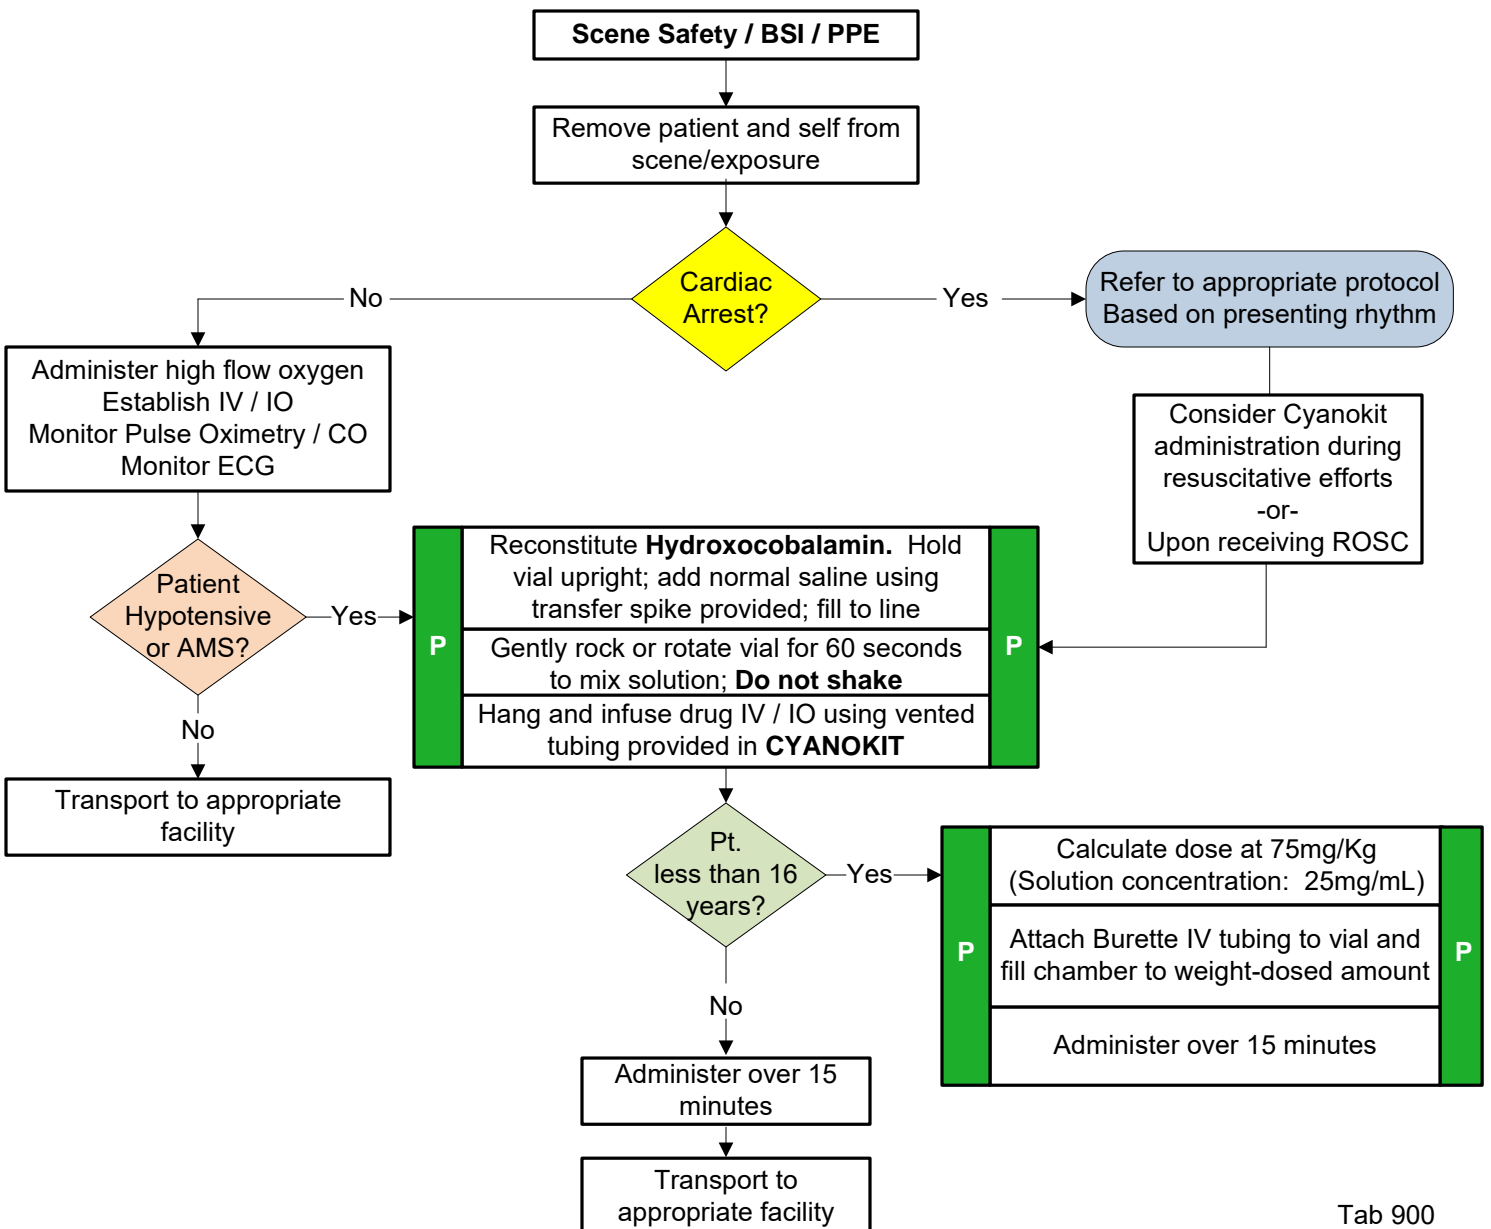 Scene Safety / BSI / PPE
Remove patient and self from
scene/exposure
Cardiac
Arrest?
No
Yes
Refer to appropriate protocol
Based on presenting rhythm
Administer high flow oxygen
Establish IV / IO
Monitor Pulse Oximetry / CO
Monitor ECG
Consider Cyanokit
administration during
resuscitative efforts
-or-
Upon receiving ROSC
Patient
Hypotensive
or AMS?
Yes
No
Transport to appropriate
facility
P
Reconstitute Hydroxocobalamin. Hold
vial upright; add normal saline using
transfer spike provided; fill to line
Gently rock or rotate vial for 60 seconds
to mix solution; Do not shake
Hang and infuse drug IV / IO using vented
tubing provided in CYANOKIT
P
Pt.
less than 16
years?
Yes
P
Calculate dose at 75mg/Kg
(Solution concentration: 25mg/mL)
Attach Burette IV tubing to vial and
fill chamber to weight-dosed amount
Administer over 15 minutes
P
No
Administer over 15
minutes
Transport to
appropriate facility
Tab 900